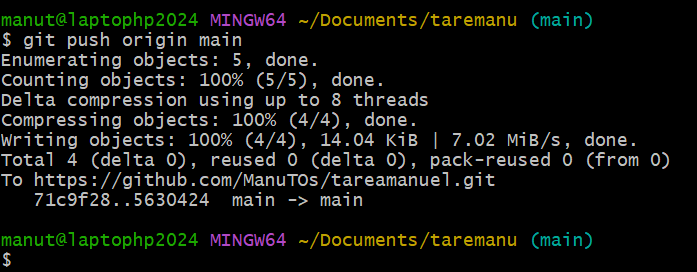 manut@laptophp2024 MINGW64 ~/Documents/taremanu (main)
$ git push origin main
Enumerating objects: 5, done.
Counting objects: 100% (5/5), done.
Delta compression using up to 8 threads
Compressing objects: 100% (4/4), done.
Writing objects: 100% (4/4), 14.04 KiB | 7.02 MiB/s, done.
Total 4 (delta 0), reused 0 (delta 0), pack-reused 0 (from 0)
To https://github.com/ManuTOs/tareamanuel.git
   71c9f28..5630424  main -> main
manut@laptophp2024 MINGW64 ~/Documents/taremanu (main)
$